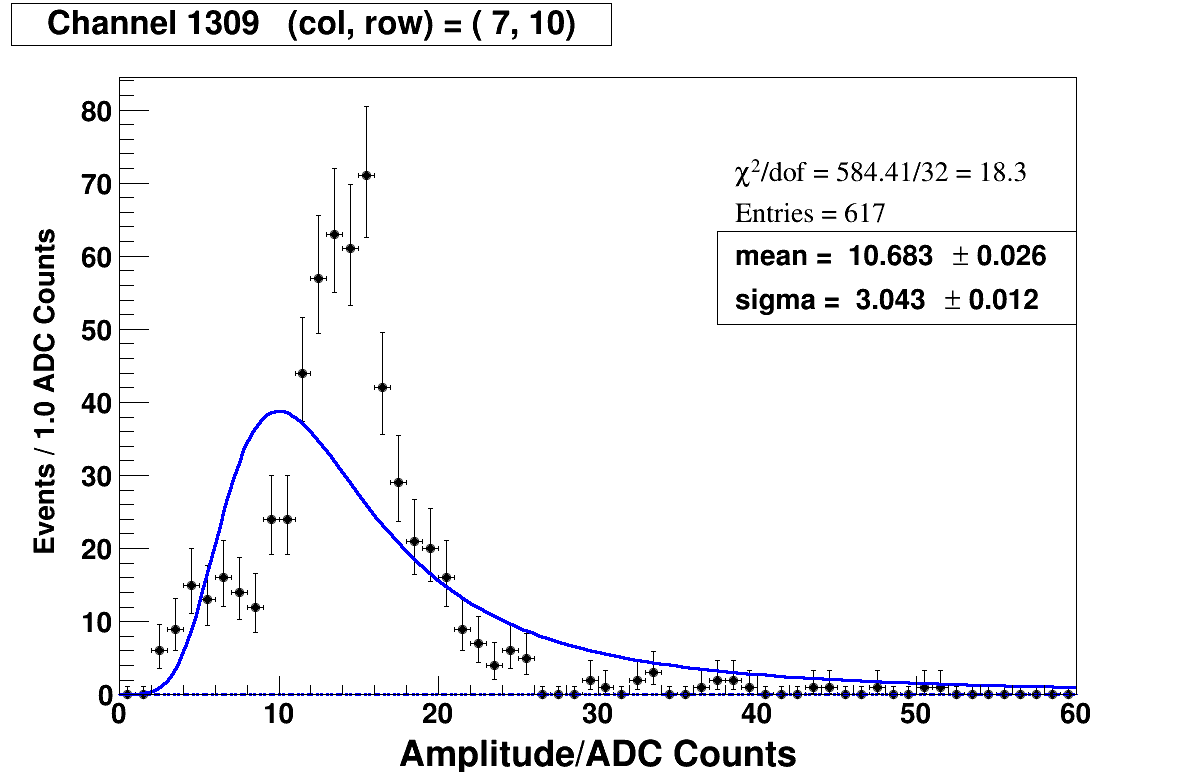 Channel 1309 (col, row) = ( 7, 10)
χ²/dof = 584.41/32 = 18.3
Entries = 617
mean = 10.683 ± 0.026
sigma = 3.043 ± 0.012
Events / 1.0 ADC Counts
80
70
60
50
40
30
20
10
0
0 10 20 30 40 50 60
Amplitude/ADC Counts